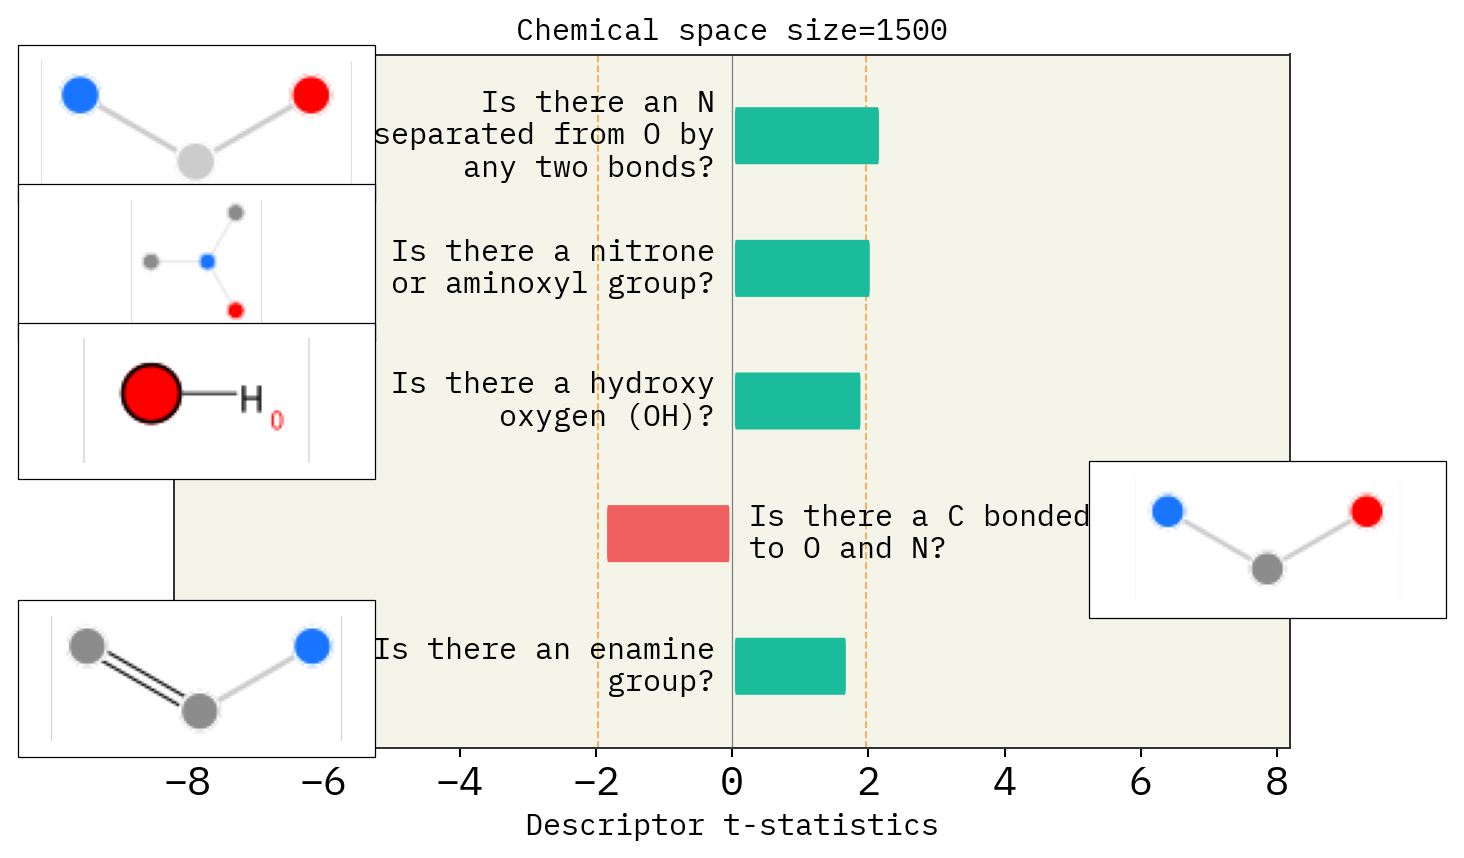 Chemical space size=1500
Is there an N
separated from O by
any two bonds?
Is there a nitrone
or aminoxyl group?
Is there a hydroxy
oxygen (OH)?
H
0
Is there a C bonded
to O and N?
Is there an enamine
group?
−8 −6 −4 −2 0 2 4 6 8
Descriptor t-statistics